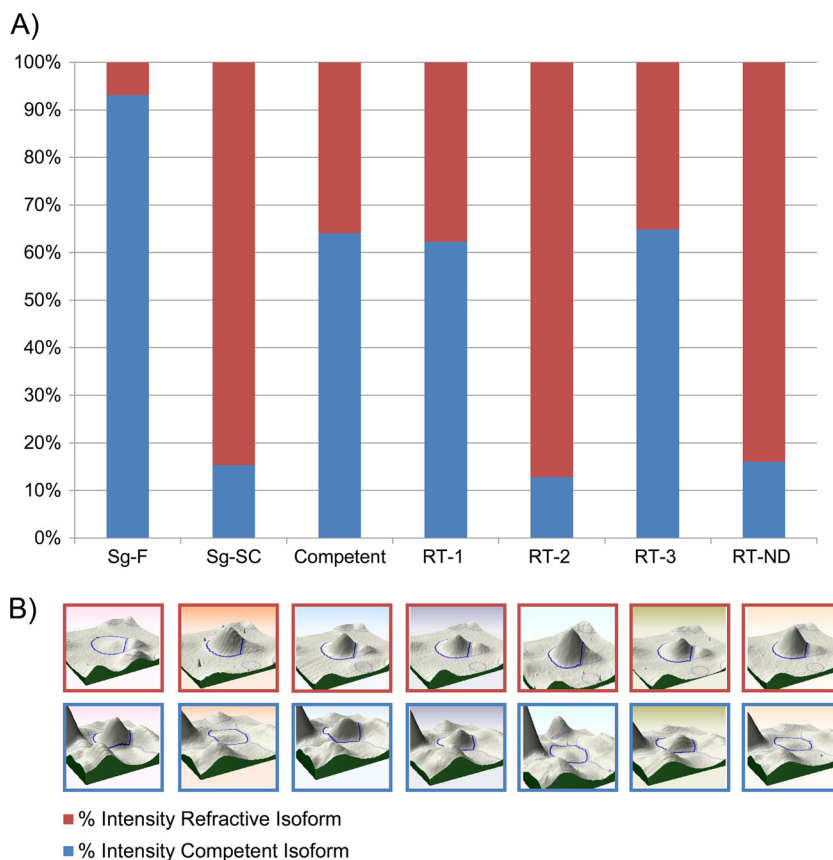 A)
100%
90%
80%
70%
60%
50%
40%
30%
20%
10%
0%
Sg-F Sg-SC Competent RT-1 RT-2 RT-3 RT-ND
B)
% Intensity Refractive Isoform
% Intensity Competent Isoform